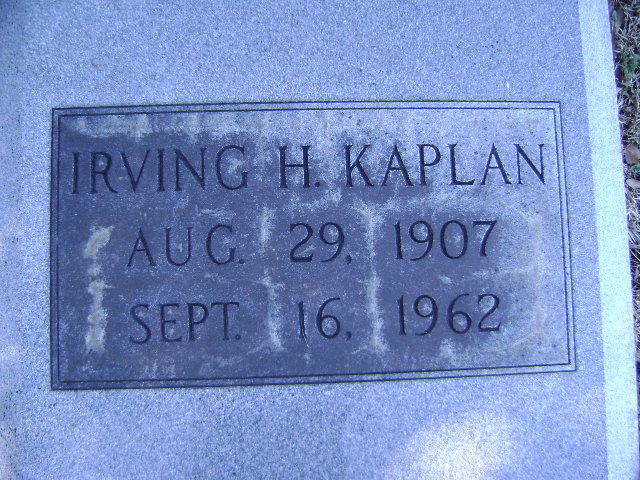 IRVING H. KAPLAN
AUG. 29, 1907
SEPT. 16, 1962